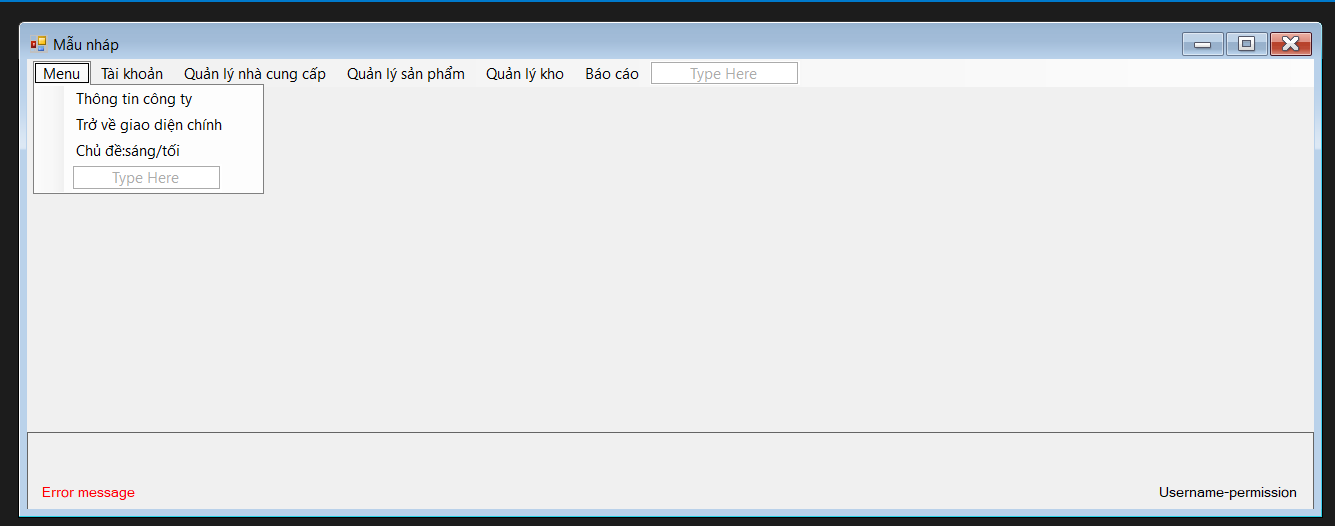 Mẫu nháp
Menu Tài khoản Quản lý nhà cung cấp Quản lý sản phẩm Quản lý kho Báo cáo Type Here
Thông tin công ty
Trở về giao diện chính
Chủ đề:sáng/tối
Type Here
Error message Username-permission